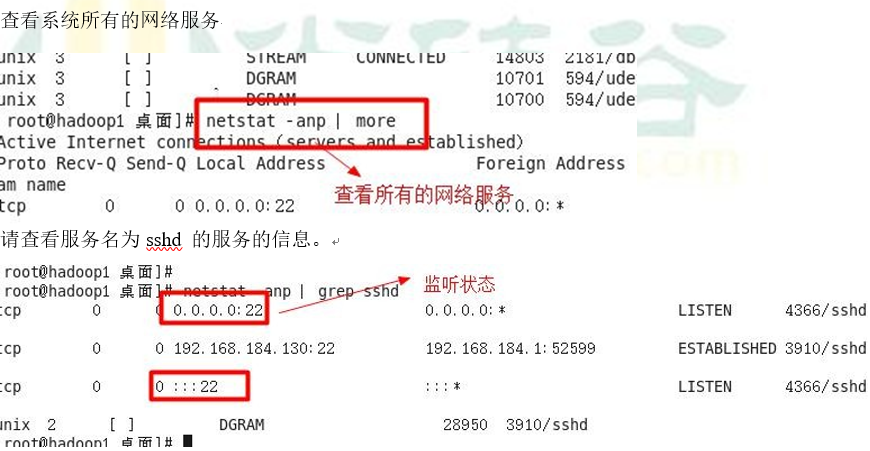 查看系统所有的网络服务
unix 3 [ ] STREAM CONNECTED 14803 2181/db
unix 3 [ ] DGRAM 10701 594/ude
unix 3 [ ] DGRAM 10700 594/ude
root@hadoop1 桌面]# netstat -anp | more
Active Internet connections (servers and established)
Proto Recv-Q Send-Q Local Address Foreign Address
am name
tcp 0 0 0.0.0.0:22 0.0.0.0:*
查看所有的网络服务
请查看服务名为 sshd 的服务的信息。
root@hadoop1 桌面]#
root@hadoop1 桌面]# netstat -anp | grep sshd
监听状态
tcp 0 0 0.0.0.0:22 0.0.0.0:* LISTEN 4366/sshd
tcp 0 0 192.168.184.130:22 192.168.184.1:52599 ESTABLISHED 3910/sshd
tcp 0 0 :::22 :::* LISTEN 4366/sshd
unix 2 [ ] DGRAM 28950 3910/sshd
root@hadoop1 桌面]#